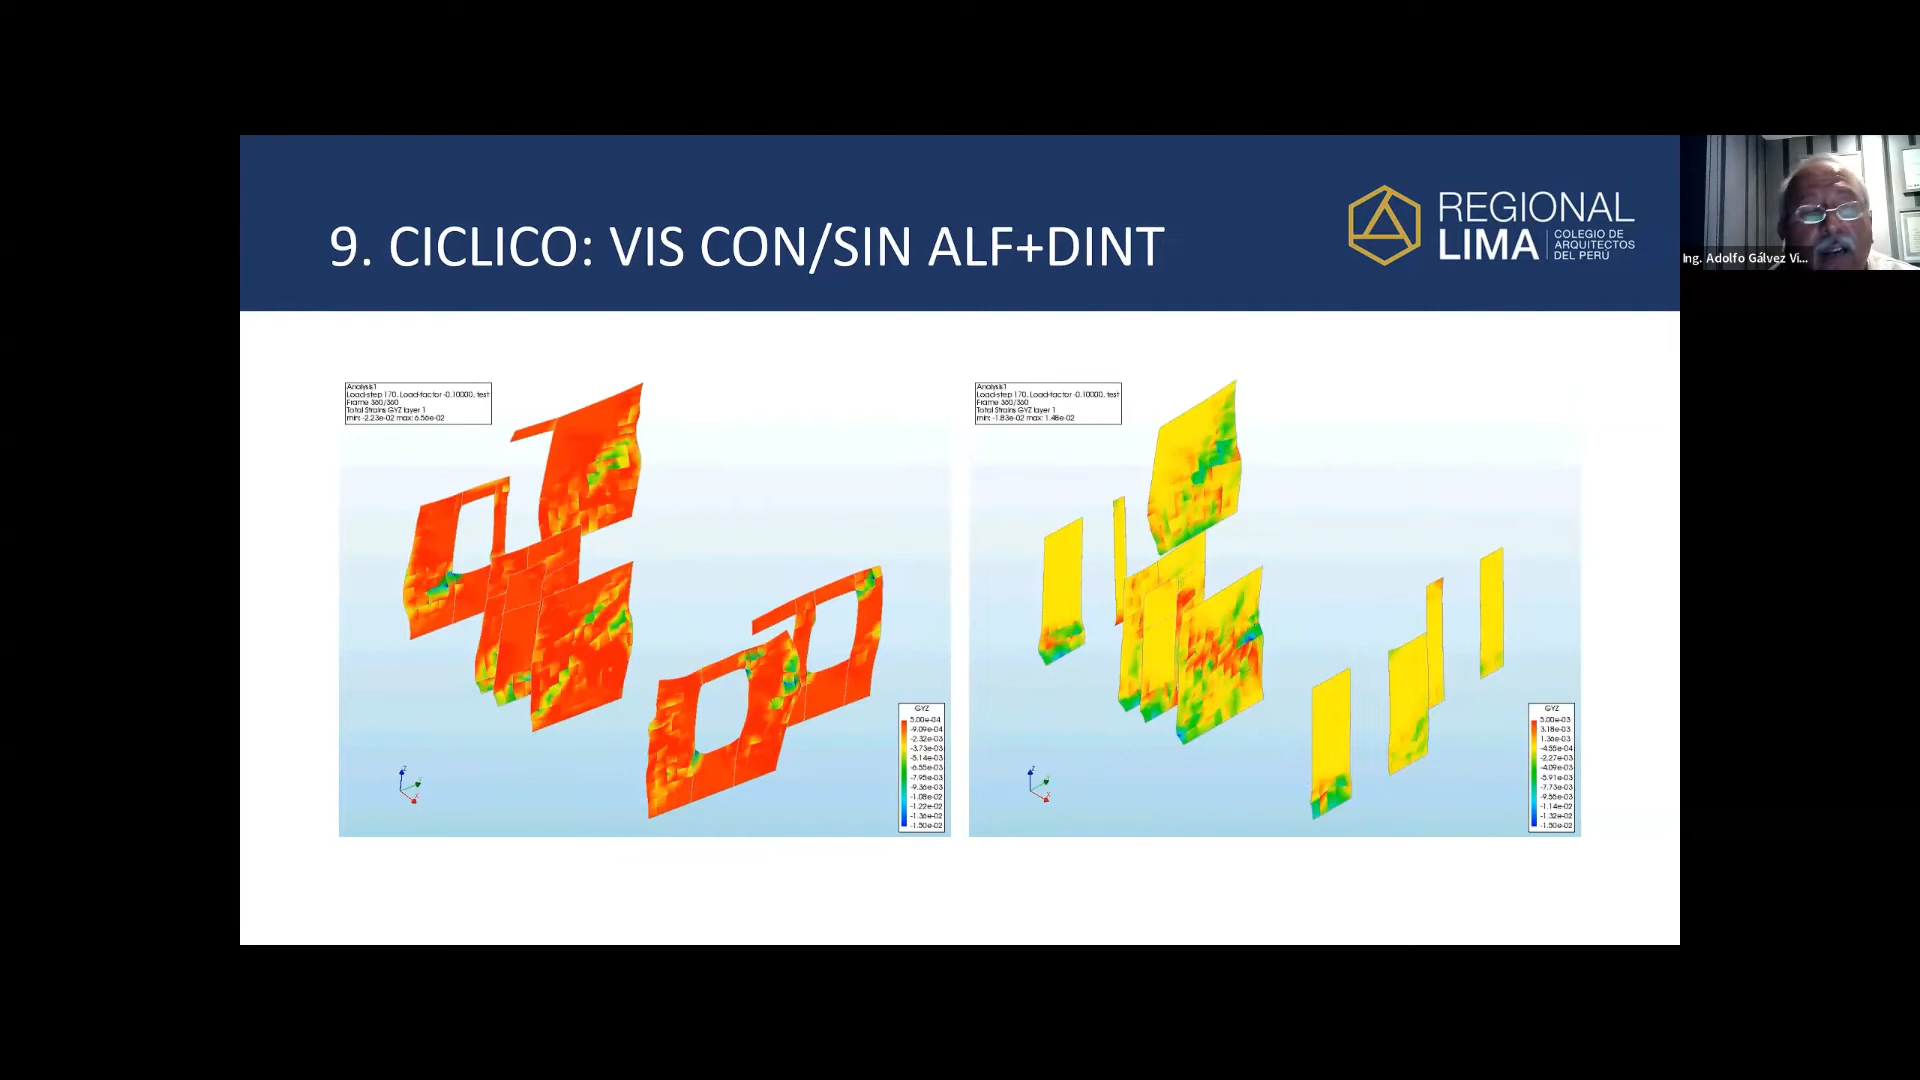 9. CICLICO: VIS CON/SIN ALF+DINT
REGIONAL
LIMA
COLEGIO DE
ARQUITECTOS
DEL PERÚ
Ing. Adolfo Gálvez Vi...
Analysis1
Load-step 170, Load-factor -0.10000, test
Frame 360/360
Total Strains GYZ layer 1
min: -2.23e-02 max: 6.56e-02
GYZ
5.00e-04
-9.09e-04
-2.32e-03
-3.73e-03
-5.14e-03
-6.55e-03
-7.95e-03
-9.36e-03
-1.08e-02
-1.22e-02
-1.36e-02
-1.50e-02
Analysis1
Load-step 170, Load-factor -0.10000, test
Frame 360/360
Total Strains GYZ layer 1
min: -1.83e-02 max: 1.48e-02
GYZ
5.00e-03
3.18e-03
1.36e-03
-4.55e-04
-2.27e-03
-4.09e-03
-5.91e-03
-7.73e-03
-9.55e-03
-1.14e-02
-1.32e-02
-1.50e-02